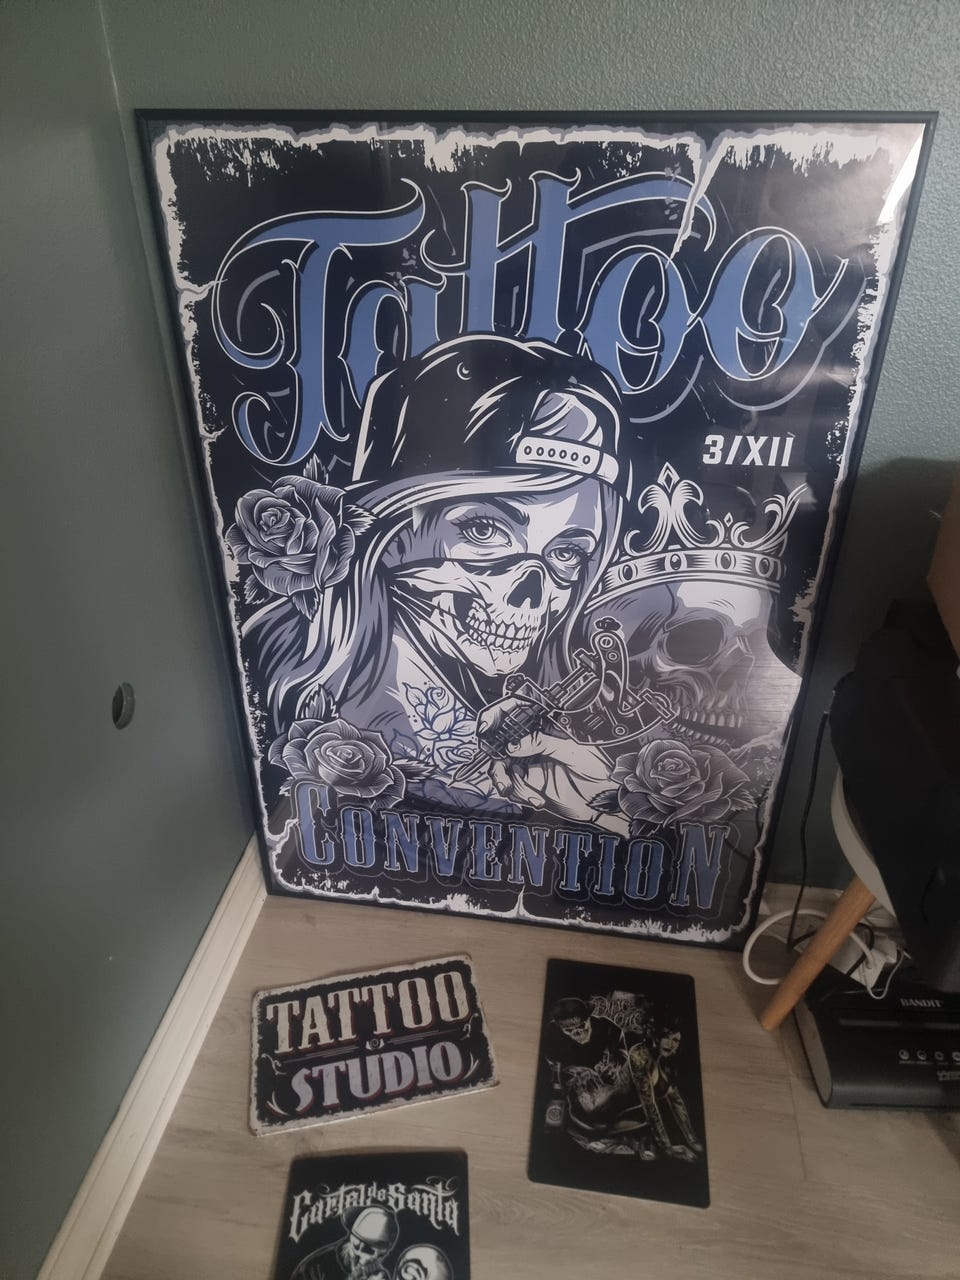 Tattoo
3/XII
CONVENTION
TATTOO
STUDIO
BANDIT
Cartel de Santa